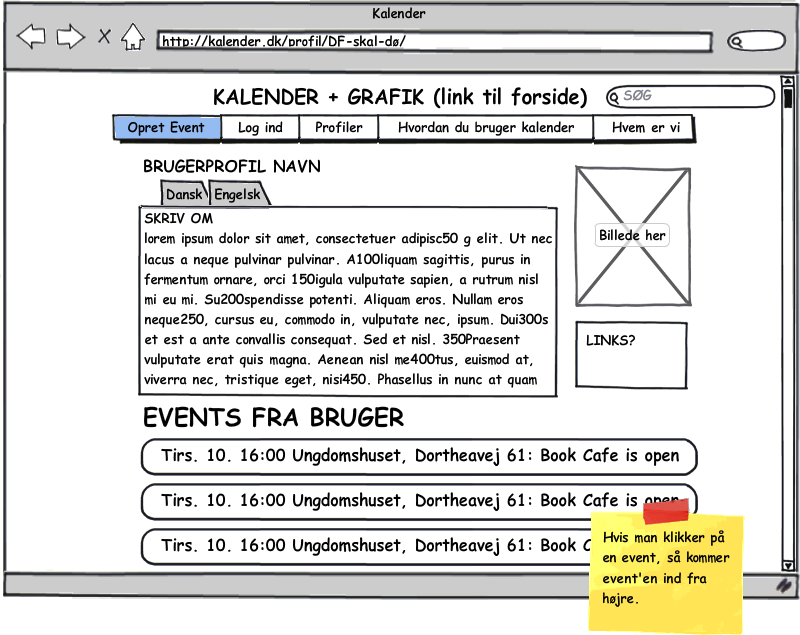 Kalender
http://kalender.dk/profil/DF-skal-dø/
KALENDER + GRAFIK (link til forside)
SØG
Opret Event
Log ind
Profiler
Hvordan du bruger kalender
Hvem er vi
BRUGERPROFIL NAVN
Dansk
Engelsk
SKRIV OM
lorem ipsum dolor sit amet, consectetuer adipisc50 g elit. Ut nec
lacus a neque pulvinar pulvinar. A100liquam sagittis, purus in
fermentum ornare, orci 150igula vulputate sapien, a rutrum nisl
mi eu mi. Su200spendisse potenti. Aliquam eros. Nullam eros
neque250, cursus eu, commodo in, vulputate nec, ipsum. Dui300s
et est a ante convallis consequat. Sed et nisl. 350Praesent
vulputate erat quis magna. Aenean nisl me400tus, euismod at,
viverra nec, tristique eget, nisi450. Phasellus in nunc at quam
Billede her
LINKS?
EVENTS FRA BRUGER
Tirs. 10. 16:00 Ungdomshuset, Dortheavej 61: Book Cafe is open
Tirs. 10. 16:00 Ungdomshuset, Dortheavej 61: Book Cafe is open
Tirs. 10. 16:00 Ungdomshuset, Dortheavej 61: Book
Hvis man klikker på
en event, så kommer
event'en ind fra
højre.